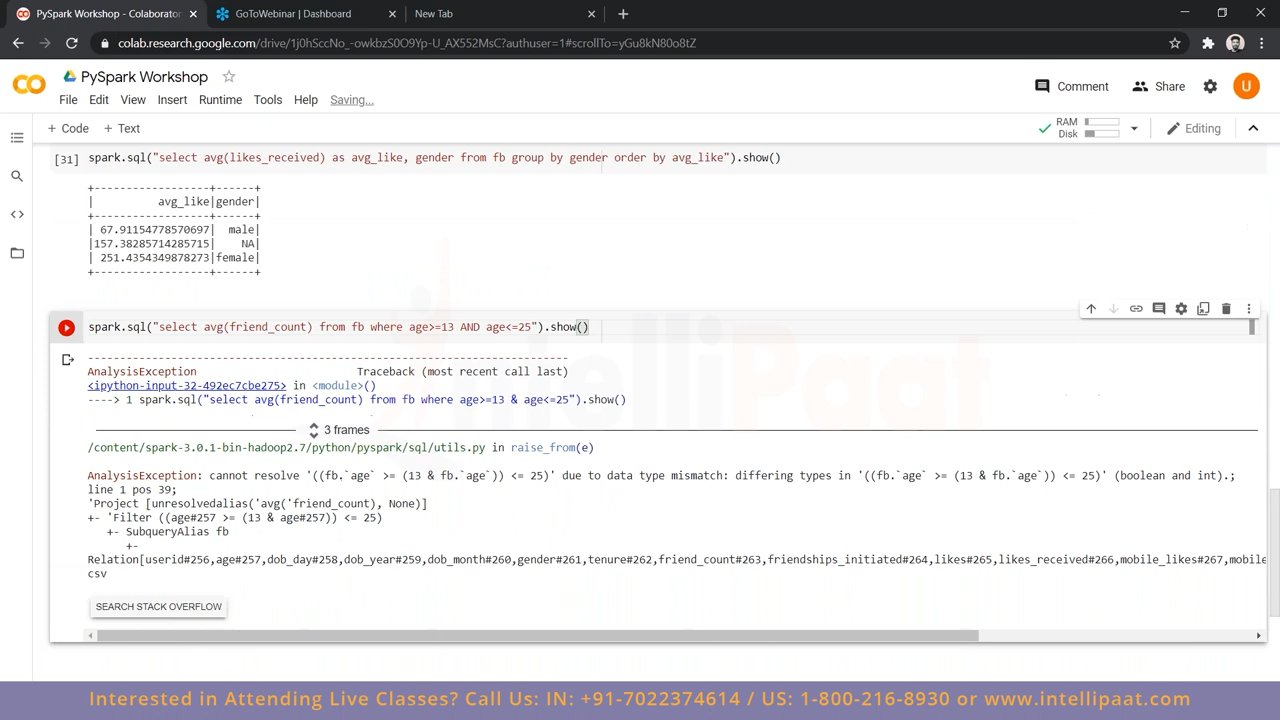 PySpark Workshop - Colaborator
GoToWebinar | Dashboard
New Tab
colab.research.google.com/drive/1j0hSccNo_-owkbzS0O9Yp-U_AX552MsC?authuser=1#scrollTo=yGu8kN80o8tZ
PySpark Workshop
Comment
Share
U
File Edit View Insert Runtime Tools Help Saving...
+ Code + Text
RAM
Disk
Editing
[31] spark.sql("select avg(likes_received) as avg_like, gender from fb group by gender order by avg_like").show()
+-----------------+------+
| avg_like|gender|
+-----------------+------+
| 67.91154778570697| male|
|157.38285714285715| NA|
| 251.4354349878273|female|
+-----------------+------+
spark.sql("select avg(friend_count) from fb where age>=13 AND age<=25").show()
---------------------------------------------------------------------------
AnalysisException Traceback (most recent call last)
<ipython-input-32-492ec7cbe275> in <module>()
----> 1 spark.sql("select avg(friend_count) from fb where age>=13 & age<=25").show()
3 frames
/content/spark-3.0.1-bin-hadoop2.7/python/pyspark/sql/utils.py in raise_from(e)
AnalysisException: cannot resolve '((fb.`age` >= (13 & fb.`age`)) <= 25)' due to data type mismatch: differing types in '((fb.`age` >= (13 & fb.`age`)) <= 25)' (boolean and int).;
line 1 pos 39;
'Project [unresolvedalias('avg('friend_count), None)]
+- 'Filter ((age#257 >= (13 & age#257)) <= 25)
+- SubqueryAlias fb
+-
Relation[userid#256,age#257,dob_day#258,dob_year#259,dob_month#260,gender#261,tenure#262,friend_count#263,friendships_initiated#264,likes#265,likes_received#266,mobile_likes#267,mobile
csv
SEARCH STACK OVERFLOW
IntelliPaat
Interested in Attending Live Classes? Call Us: IN: +91-7022374614 / US: 1-800-216-8930 or www.intellipaat.com